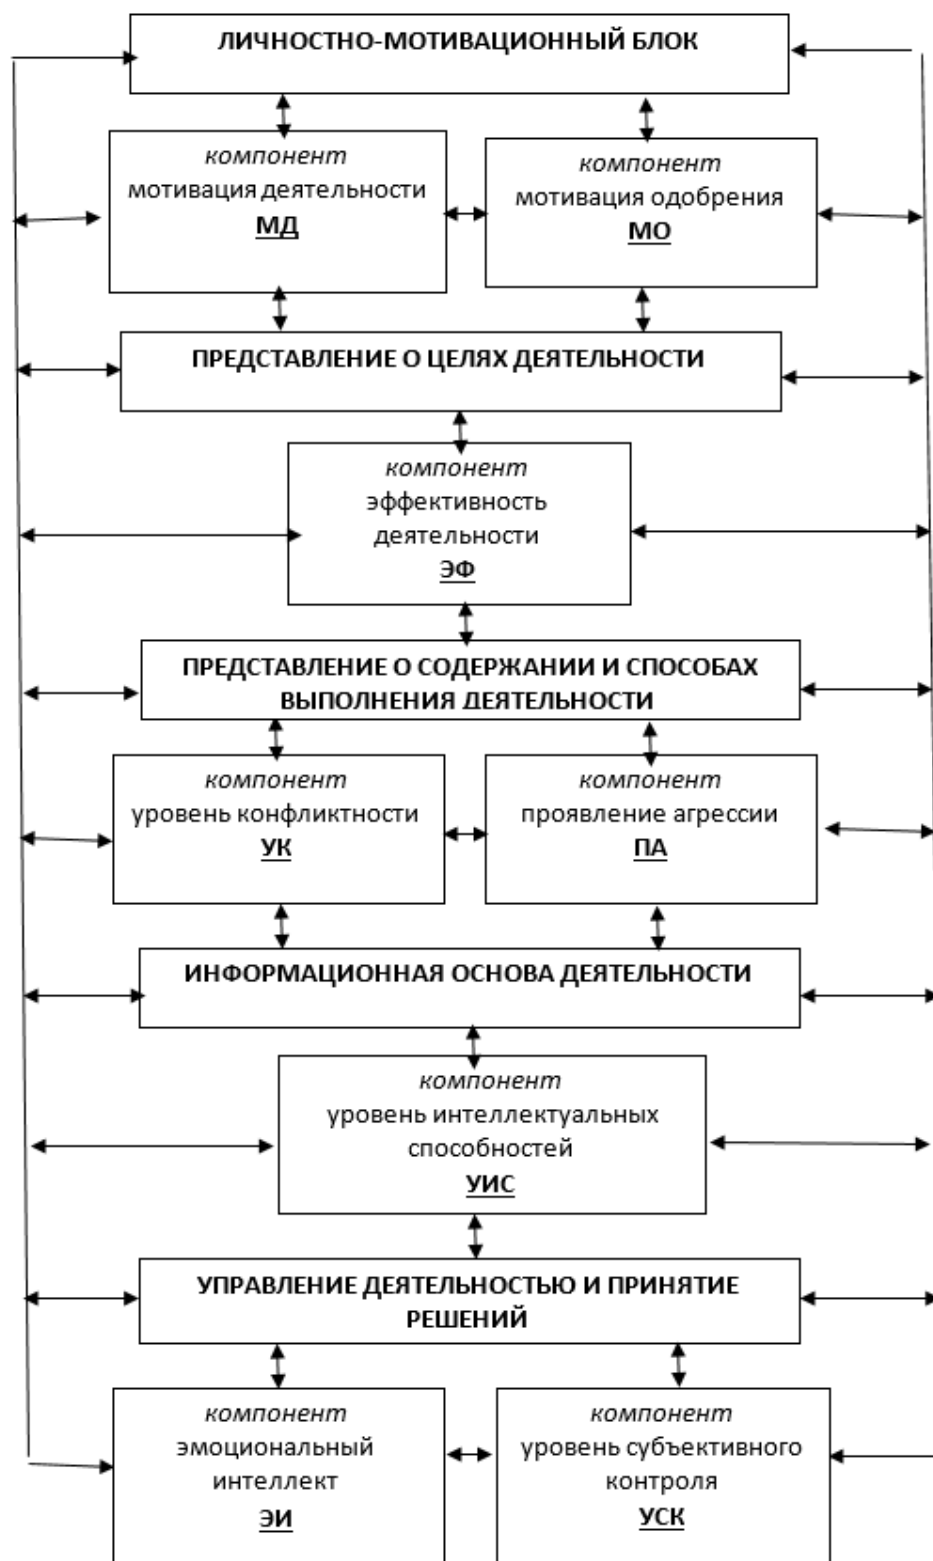 ЛИЧНОСТНО-МОТИВАЦИОННЫЙ БЛОК
компонент
мотивация деятельности
МД
компонент
мотивация одобрения
МО
ПРЕДСТАВЛЕНИЕ О ЦЕЛЯХ ДЕЯТЕЛЬНОСТИ
компонент
эффективность
деятельности
ЭФ
ПРЕДСТАВЛЕНИЕ О СОДЕРЖАНИИ И СПОСОБАХ
ВЫПОЛНЕНИЯ ДЕЯТЕЛЬНОСТИ
компонент
уровень конфликтности
УК
компонент
проявление агрессии
ПА
ИНФОРМАЦИОННАЯ ОСНОВА ДЕЯТЕЛЬНОСТИ
компонент
уровень интеллектуальных
способностей
УИС
УПРАВЛЕНИЕ ДЕЯТЕЛЬНОСТЬЮ И ПРИНЯТИЕ
РЕШЕНИЙ
компонент
эмоциональный
интеллект
ЭИ
компонент
уровень субъективного
контроля
УСК